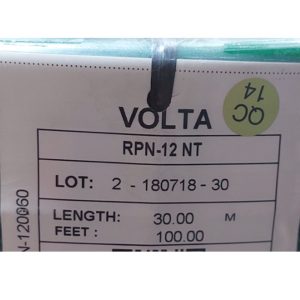 VOLTA
QC
14
RPN-12 NT
LOT: 2 - 180718 - 30
LENGTH: 30.00 M
FEET : 100.00
N-120060